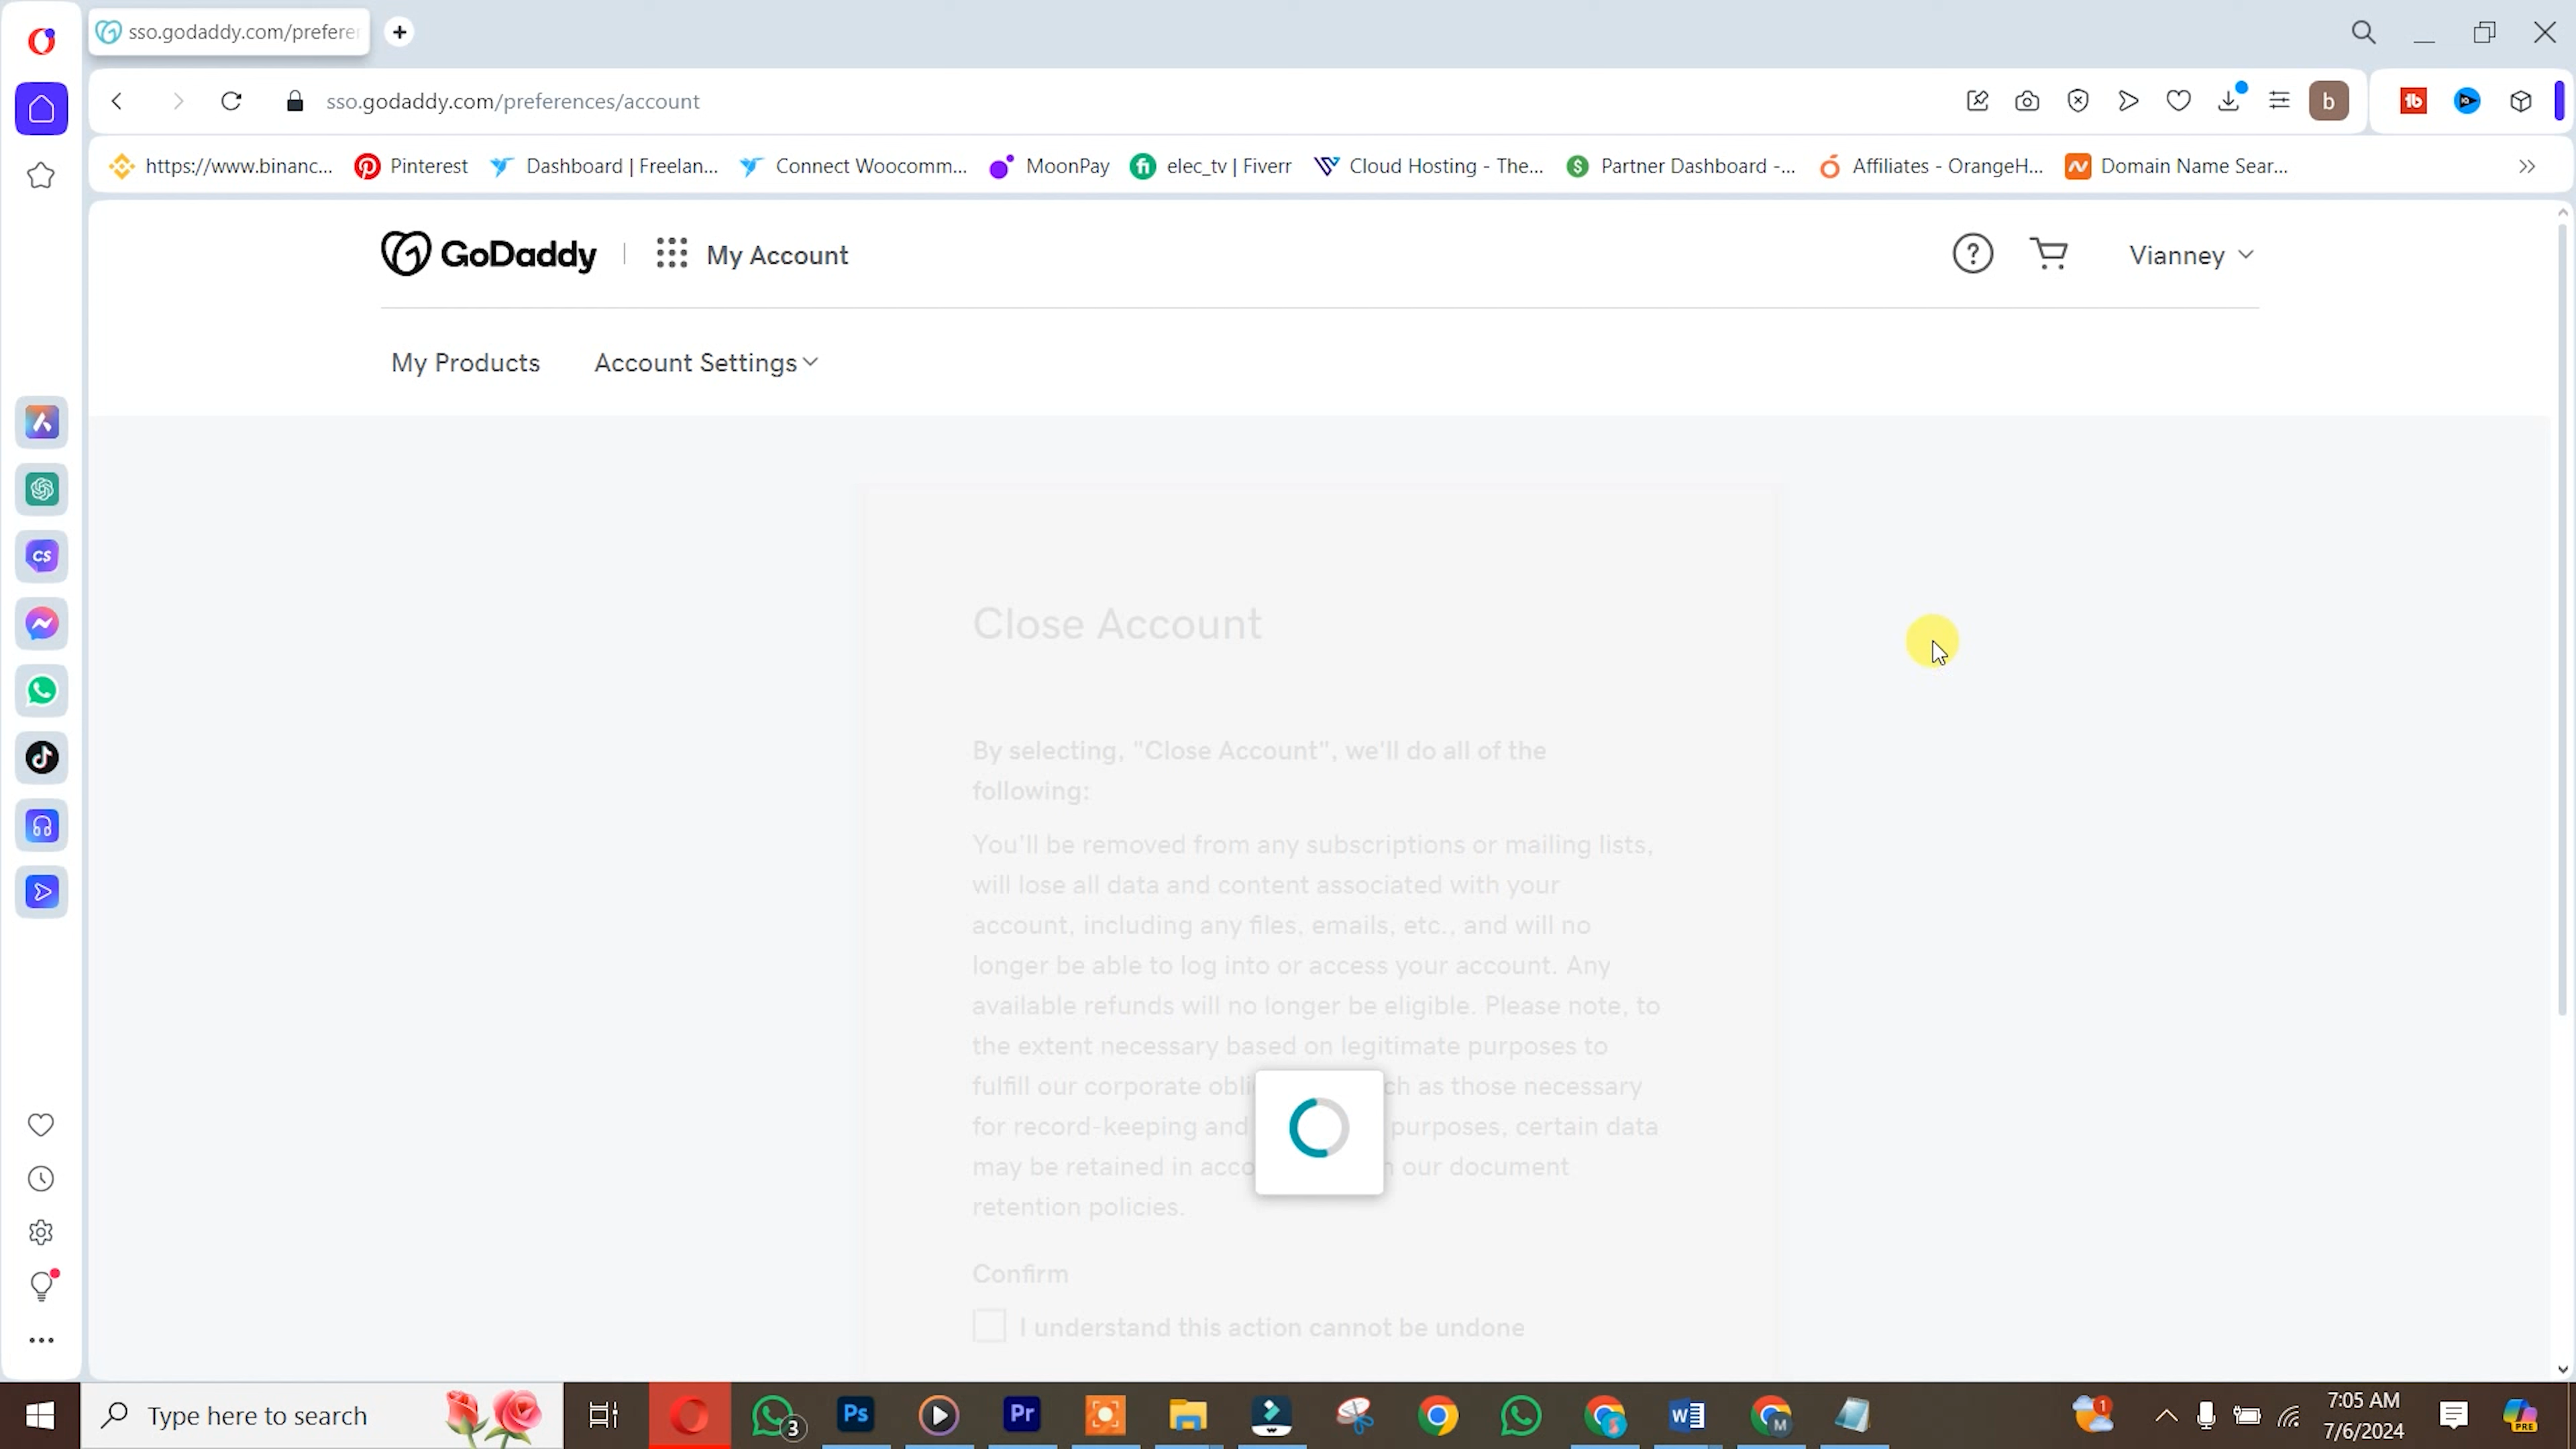 sso.godaddy.com/prefere
sso.godaddy.com/preferences/account
b
https://www.binanc...
Pinterest
Dashboard | Freelan...
Connect Woocomm...
MoonPay
elec_tv | Fiverr
Cloud Hosting - The...
Partner Dashboard -...
Affiliates - OrangeH...
Domain Name Sear...
GoDaddy
My Account
Vianney
My Products
Account Settings
CS
Close Account
By selecting, "Close Account", we'll do all of the
following:
You'll be removed from any subscriptions or mailing lists,
will lose all data and content associated with your
account, including any files, emails, etc., and will no
longer be able to log into or access your account. Any
available refunds will no longer be eligible. Please note, to
the extent necessary based on legitimate purposes to
fulfill our corporate obli ch as those necessary
for record-keeping and purposes, certain data
may be retained in acco our document
retention policies.
Confirm
I understand this action cannot be undone
Type here to search
3
Ps
Pr
M
1
7:05 AM
7/6/2024
PRE